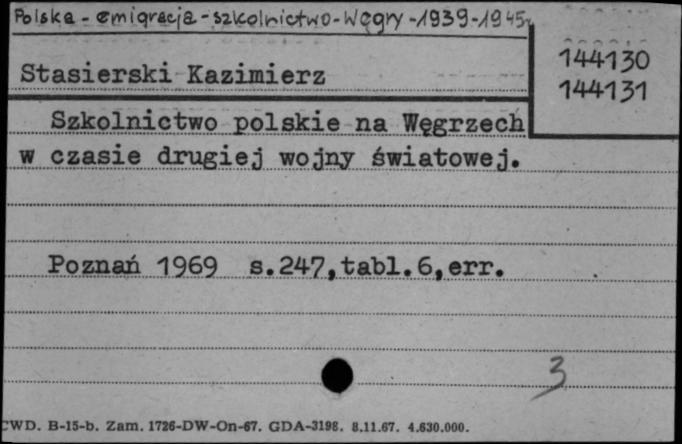 Polska - emigracja - szkolnictwo - Węgry - 1939-1945
144130
Stasierski Kazimierz
144131
Szkolnictwo polskie na Węgrzech
w czasie drugiej wojny światowej.
Poznań 1969 s.247,tabl.6,err.
3
CWD. B-15-b. Zam. 1726-DW-On-67. GDA-3198. 8.11.67. 4.630.000.